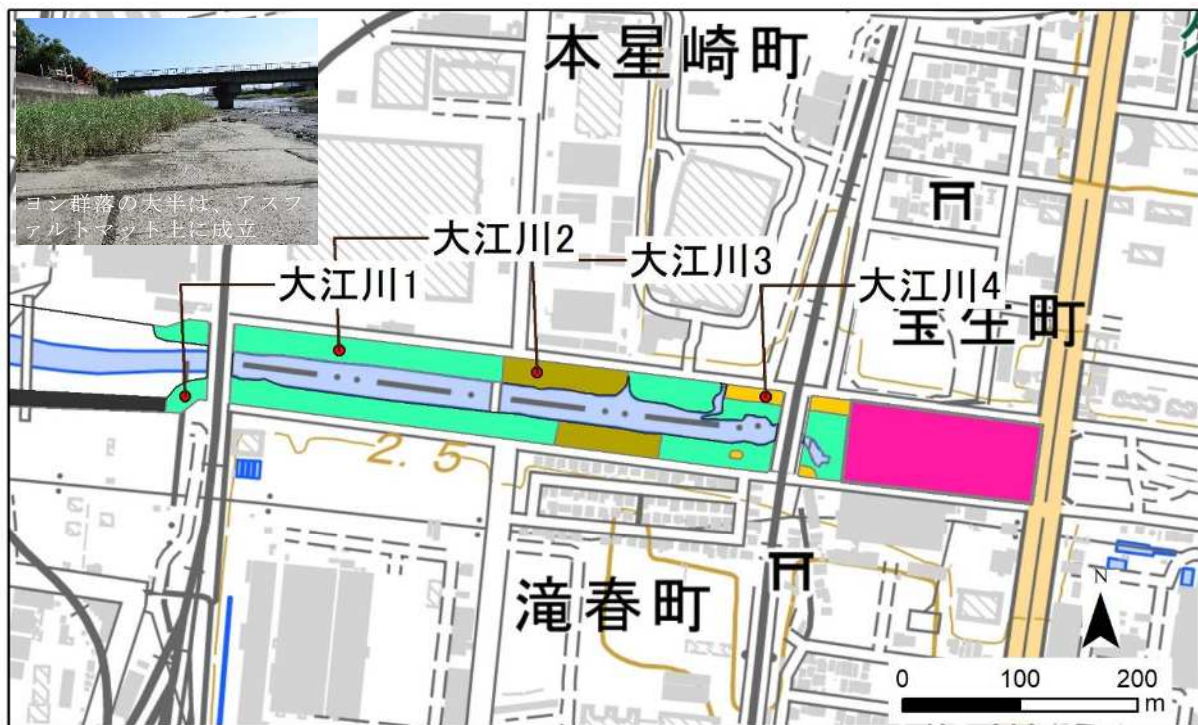 本星崎町
ヨシ群落の大半は、アスフ
ァルトマット上に成立
大江川2
大江川3
大江川1
大江川4
宝生町
2.5
滝春町
N
0 100 200
m